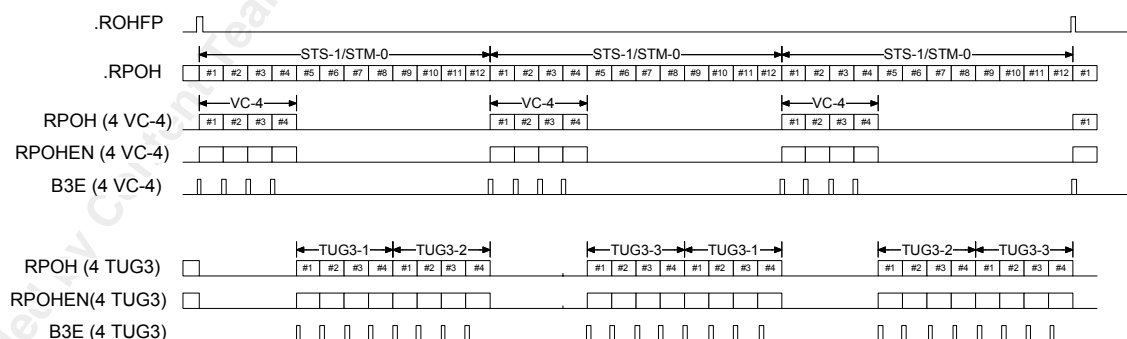 .ROHFP
STS-1/STM-0 STS-1/STM-0 STS-1/STM-0
.RPOH #1 #2 #3 #4 #5 #6 #7 #8 #9 #10 #11 #12 #1 #2 #3 #4 #5 #6 #7 #8 #9 #10 #11 #12 #1 #2 #3 #4 #5 #6 #7 #8 #9 #10 #11 #12 #1
VC-4 VC-4 VC-4
RPOH (4 VC-4) #1 #2 #3 #4 #1 #2 #3 #4 #1 #2 #3 #4 #1
RPOHEN (4 VC-4)
B3E (4 VC-4)
TUG3-1 TUG3-2 TUG3-3 TUG3-1 TUG3-2 TUG3-3
RPOH (4 TUG3) #1 #2 #3 #4 #1 #2 #3 #4 #1 #2 #3 #4 #1 #2 #3 #4 #1 #2 #3 #4 #1 #2 #3 #4
RPOHEN(4 TUG3)
B3E (4 TUG3)
by Content